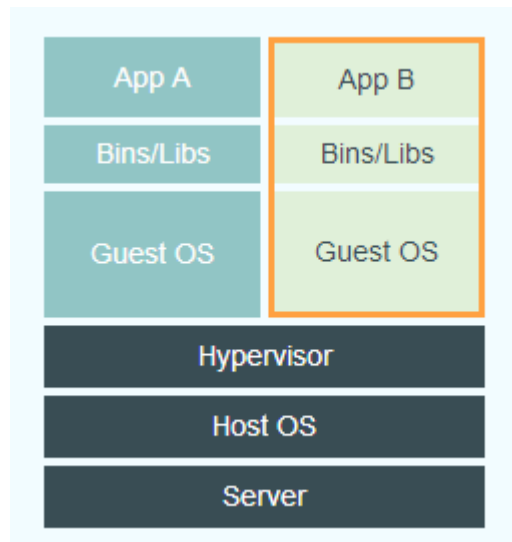 App A App B
Bins/Libs Bins/Libs
Guest OS Guest OS
Hypervisor
Host OS
Server